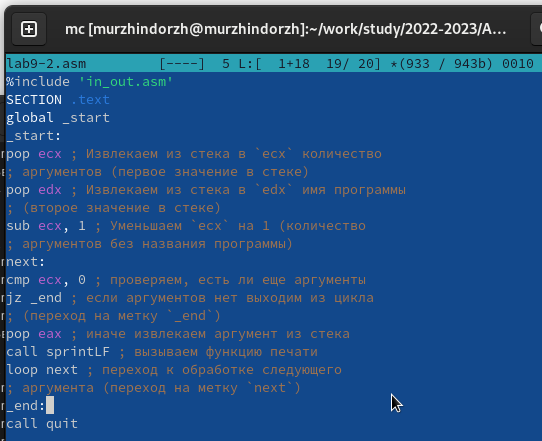 mc [murzhindorzh@murzhindorzh]:~/work/study/2022-2023/A...
lab9-2.asm [----] 5 L:[ 1+18 19/ 20] *(933 / 943b) 0010
%include 'in_out.asm'
SECTION .text
global _start
_start:
pop ecx ; Извлекаем из стека в `ecx` количество
; аргументов (первое значение в стеке)
pop edx ; Извлекаем из стека в `edx` имя программы
; (второе значение в стеке)
sub ecx, 1 ; Уменьшаем `ecx` на 1 (количество
; аргументов без названия программы)
next:
cmp ecx, 0 ; проверяем, есть ли еще аргументы
jz _end ; если аргументов нет выходим из цикла
; (переход на метку `_end`)
pop eax ; иначе извлекаем аргумент из стека
call sprintLF ; вызываем функцию печати
loop next ; переход к обработке следующего
; аргумента (переход на метку `next`)
_end:
call quit